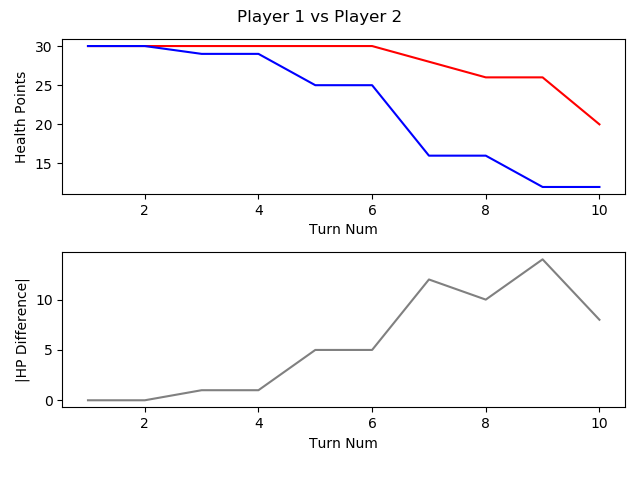 Player 1 vs Player 2
Health Points
30
25
20
15
2 4 6 8 10
Turn Num
|HP Difference|
10
5
0
2 4 6 8 10
Turn Num